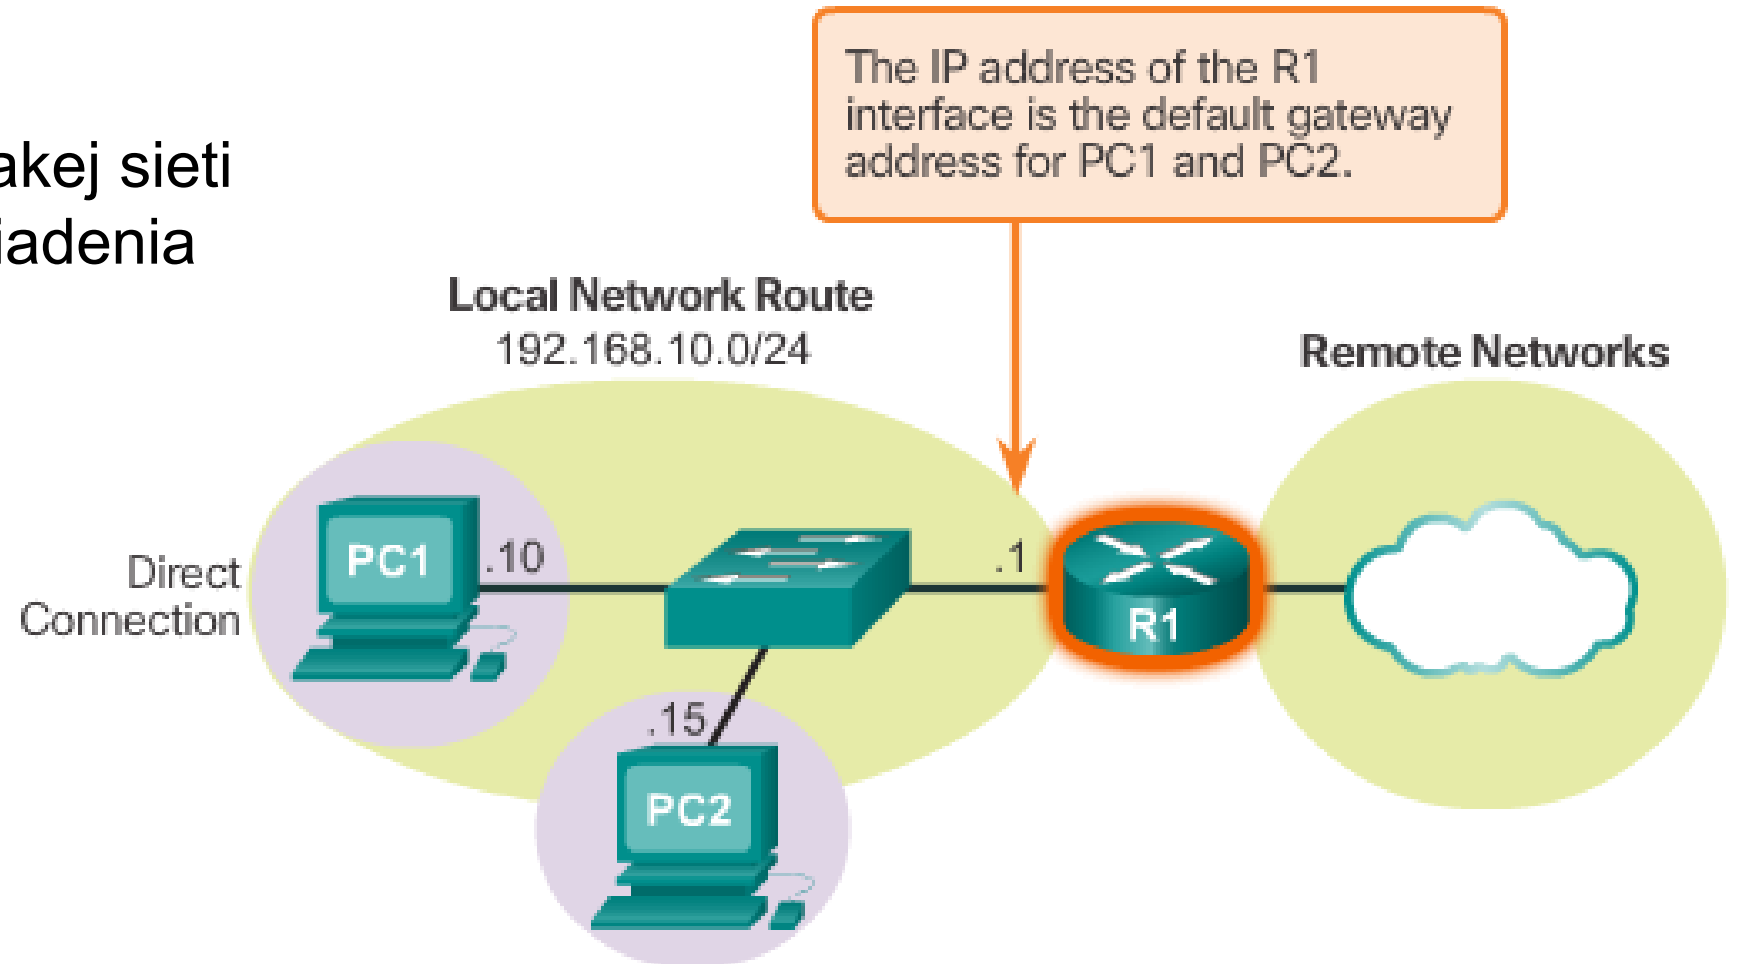 The IP address of the R1
interface is the default gateway
address for PC1 and PC2.
akej sieti
iadenia
Local Network Route
192.168.10.0/24
Remote Networks
Direct
Connection
PC1
.10
.1
R1
.15
PC2